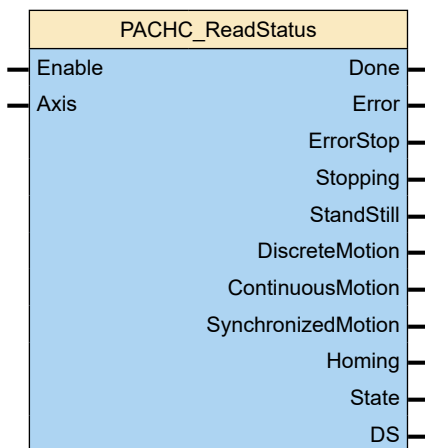 PACHC_ReadStatus
Enable Done
Axis Error
ErrorStop
Stopping
StandStill
DiscreteMotion
ContinuousMotion
SynchronizedMotion
Homing
State
DS